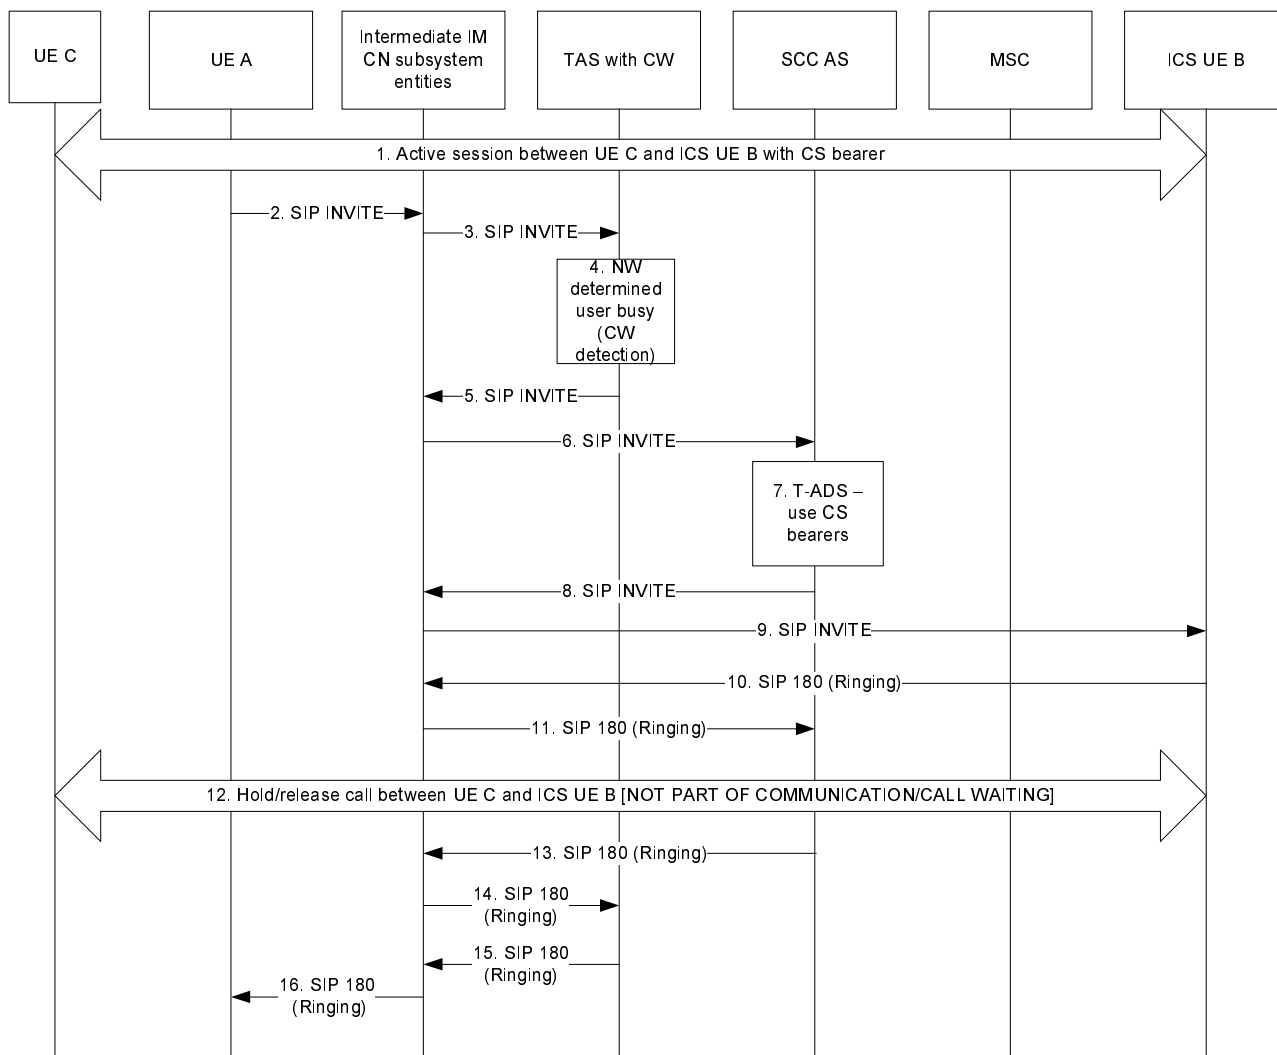 UE C
UE A
Intermediate IM
CN subsystem
entities
TAS with CW
SCC AS
MSC
ICS UE B
1. Active session between UE C and ICS UE B with CS bearer
2. SIP INVITE
3. SIP INVITE
4. NW
determined
user busy
(CW
detection)
5. SIP INVITE
6. SIP INVITE
7. T-ADS –
use CS
bearers
8. SIP INVITE
9. SIP INVITE
10. SIP 180 (Ringing)
11. SIP 180 (Ringing)
12. Hold/release call between UE C and ICS UE B [NOT PART OF COMMUNICATION/CALL WAITING]
13. SIP 180 (Ringing)
14. SIP 180
(Ringing)
15. SIP 180
(Ringing)
16. SIP 180
(Ringing)